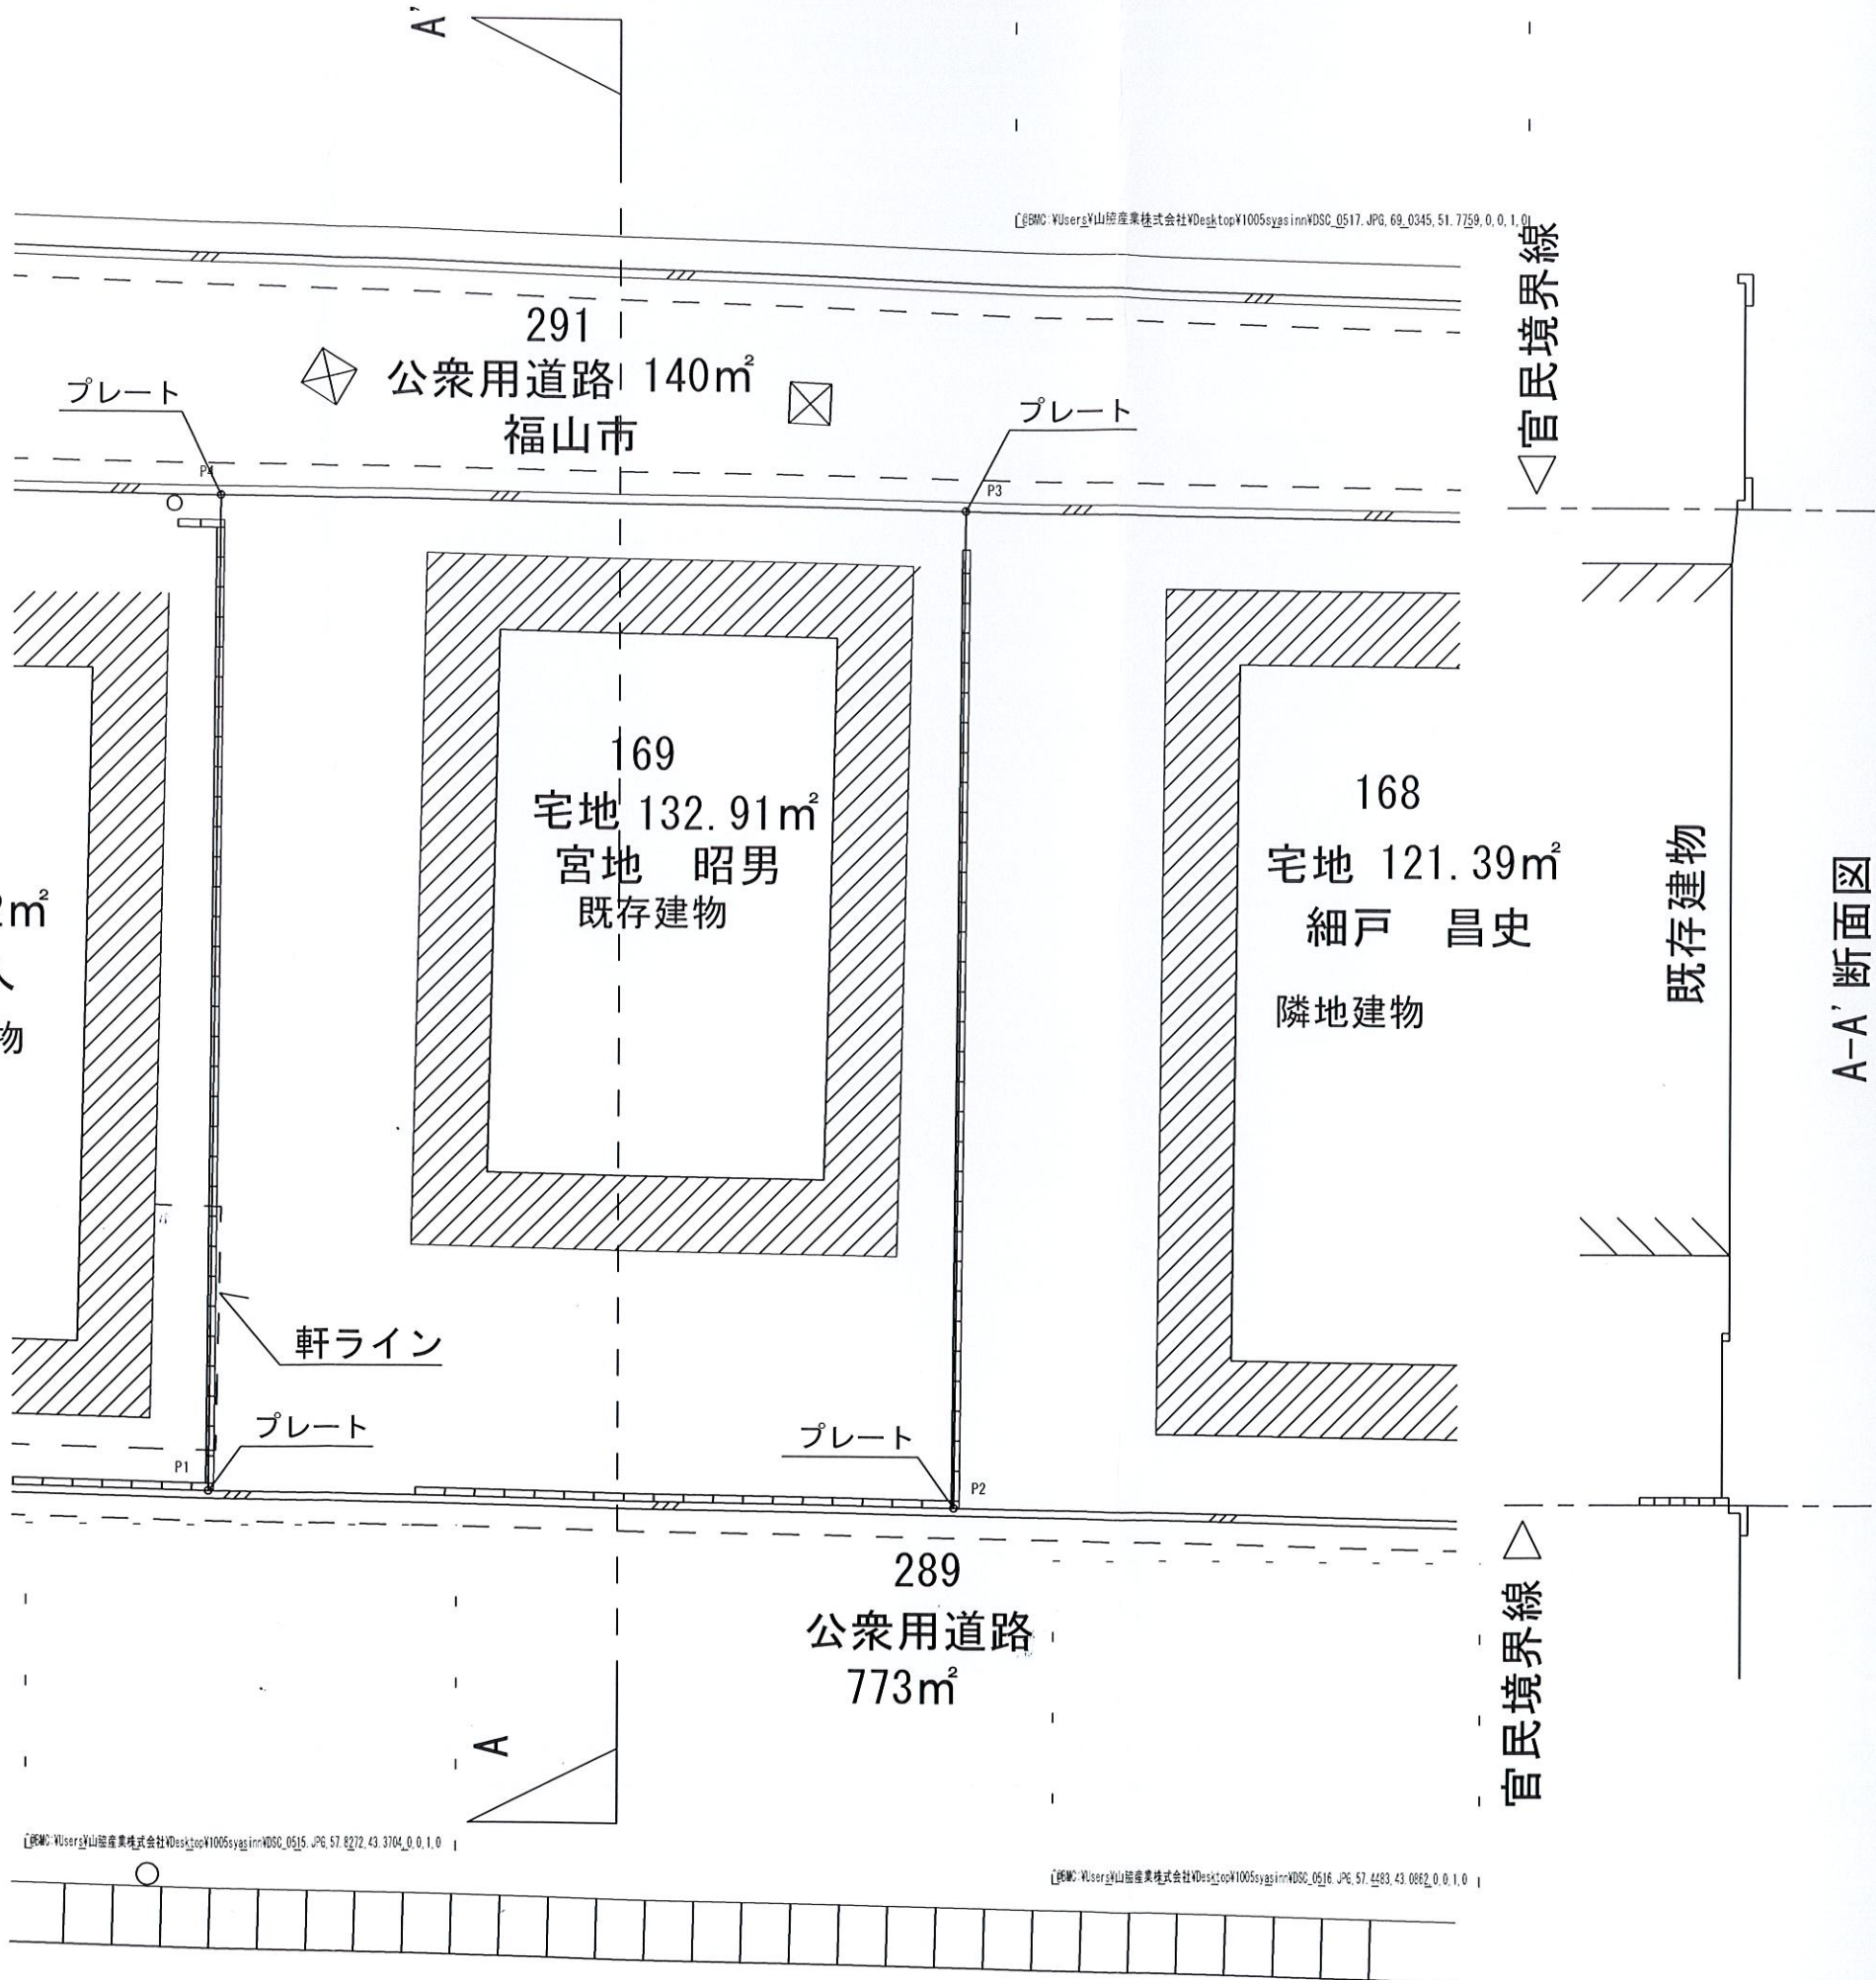 A'
[@BMC:¥Users¥山陸産業株式会社¥Desktop¥1005syasinn¥DSC_0517.JPG,69_0345,51.7759,0,0,1,0
官民境界線
291
公衆用道路 140㎡
福山市
プレート
プレート
P4
P3
169
宅地 132.91㎡
宮地 昭男
既存建物
168
宅地 121.39㎡
細戸 昌史
隣地建物
2㎡
人
物
既存建物
A-A' 断面図
軒ライン
プレート
プレート
P1
P2
289
公衆用道路
773㎡
官民境界線
A
[@BMC:¥Users¥山陸産業株式会社¥Desktop¥1005syasinn¥DSC_0515.JPG,57.8272,43.3704,0,0,1,0
[@BMC:¥Users¥山陸産業株式会社¥Desktop¥1005syasinn¥DSC_0516.JPG,57.4483,43.0862,0,0,1,0